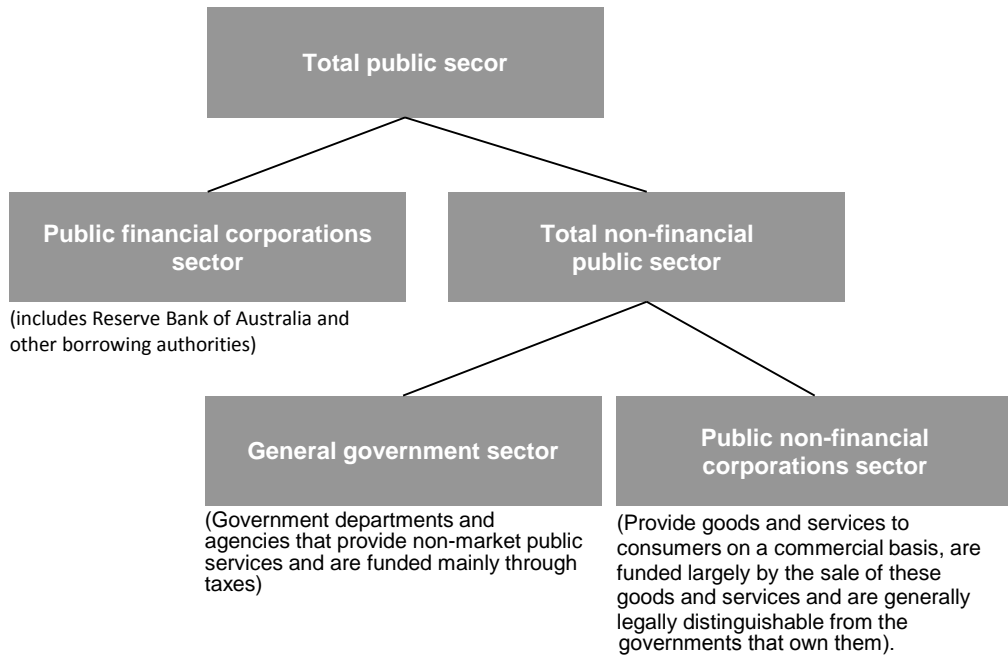 Total public secor
Public financial corporations
sector
Total non-financial
public sector
(includes Reserve Bank of Australia and
other borrowing authorities)
General government sector
Public non-financial
corporations sector
(Government departments and
agencies that provide non-market public
services and are funded mainly through
taxes)
(Provide goods and services to
consumers on a commercial basis, are
funded largely by the sale of these
goods and services and are generally
legally distinguishable from the
governments that own them).